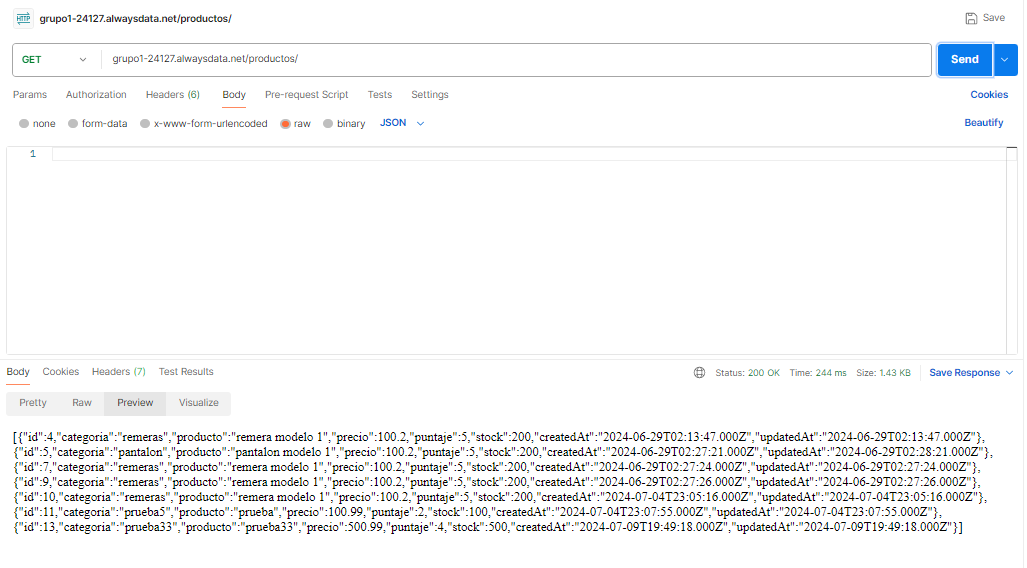 HTTP grupo1-24127.alwaysdata.net/productos/ Save
GET grupo1-24127.alwaysdata.net/productos/ Send
Params Authorization Headers (6) Body Pre-request Script Tests Settings Cookies
none form-data x-www-form-urlencoded raw binary JSON Beautify
1
Body Cookies Headers (7) Test Results Status: 200 OK Time: 244 ms Size: 1.43 KB Save Response
Pretty Raw Preview Visualize
[{"id":4,"categoria":"remeras","producto":"remera modelo 1","precio":100.2,"puntaje":5,"stock":200,"createdAt":"2024-06-29T02:13:47.000Z","updatedAt":"2024-06-29T02:13:47.000Z"},
{"id":5,"categoria":"pantalon","producto":"pantalon modelo 1","precio":100.2,"puntaje":5,"stock":200,"createdAt":"2024-06-29T02:27:21.000Z","updatedAt":"2024-06-29T02:28:21.000Z"},
{"id":7,"categoria":"remeras","producto":"remera modelo 1","precio":100.2,"puntaje":5,"stock":200,"createdAt":"2024-06-29T02:27:24.000Z","updatedAt":"2024-06-29T02:27:24.000Z"},
{"id":9,"categoria":"remeras","producto":"remera modelo 1","precio":100.2,"puntaje":5,"stock":200,"createdAt":"2024-06-29T02:27:26.000Z","updatedAt":"2024-06-29T02:27:26.000Z"},
{"id":10,"categoria":"remeras","producto":"remera modelo 1","precio":100.2,"puntaje":5,"stock":200,"createdAt":"2024-07-04T23:05:16.000Z","updatedAt":"2024-07-04T23:05:16.000Z"},
{"id":11,"categoria":"prueba5","producto":"prueba","precio":100.99,"puntaje":2,"stock":100,"createdAt":"2024-07-04T23:07:55.000Z","updatedAt":"2024-07-04T23:07:55.000Z"},
{"id":13,"categoria":"prueba33","producto":"prueba33","precio":500.99,"puntaje":4,"stock":500,"createdAt":"2024-07-09T19:49:18.000Z","updatedAt":"2024-07-09T19:49:18.000Z"}]